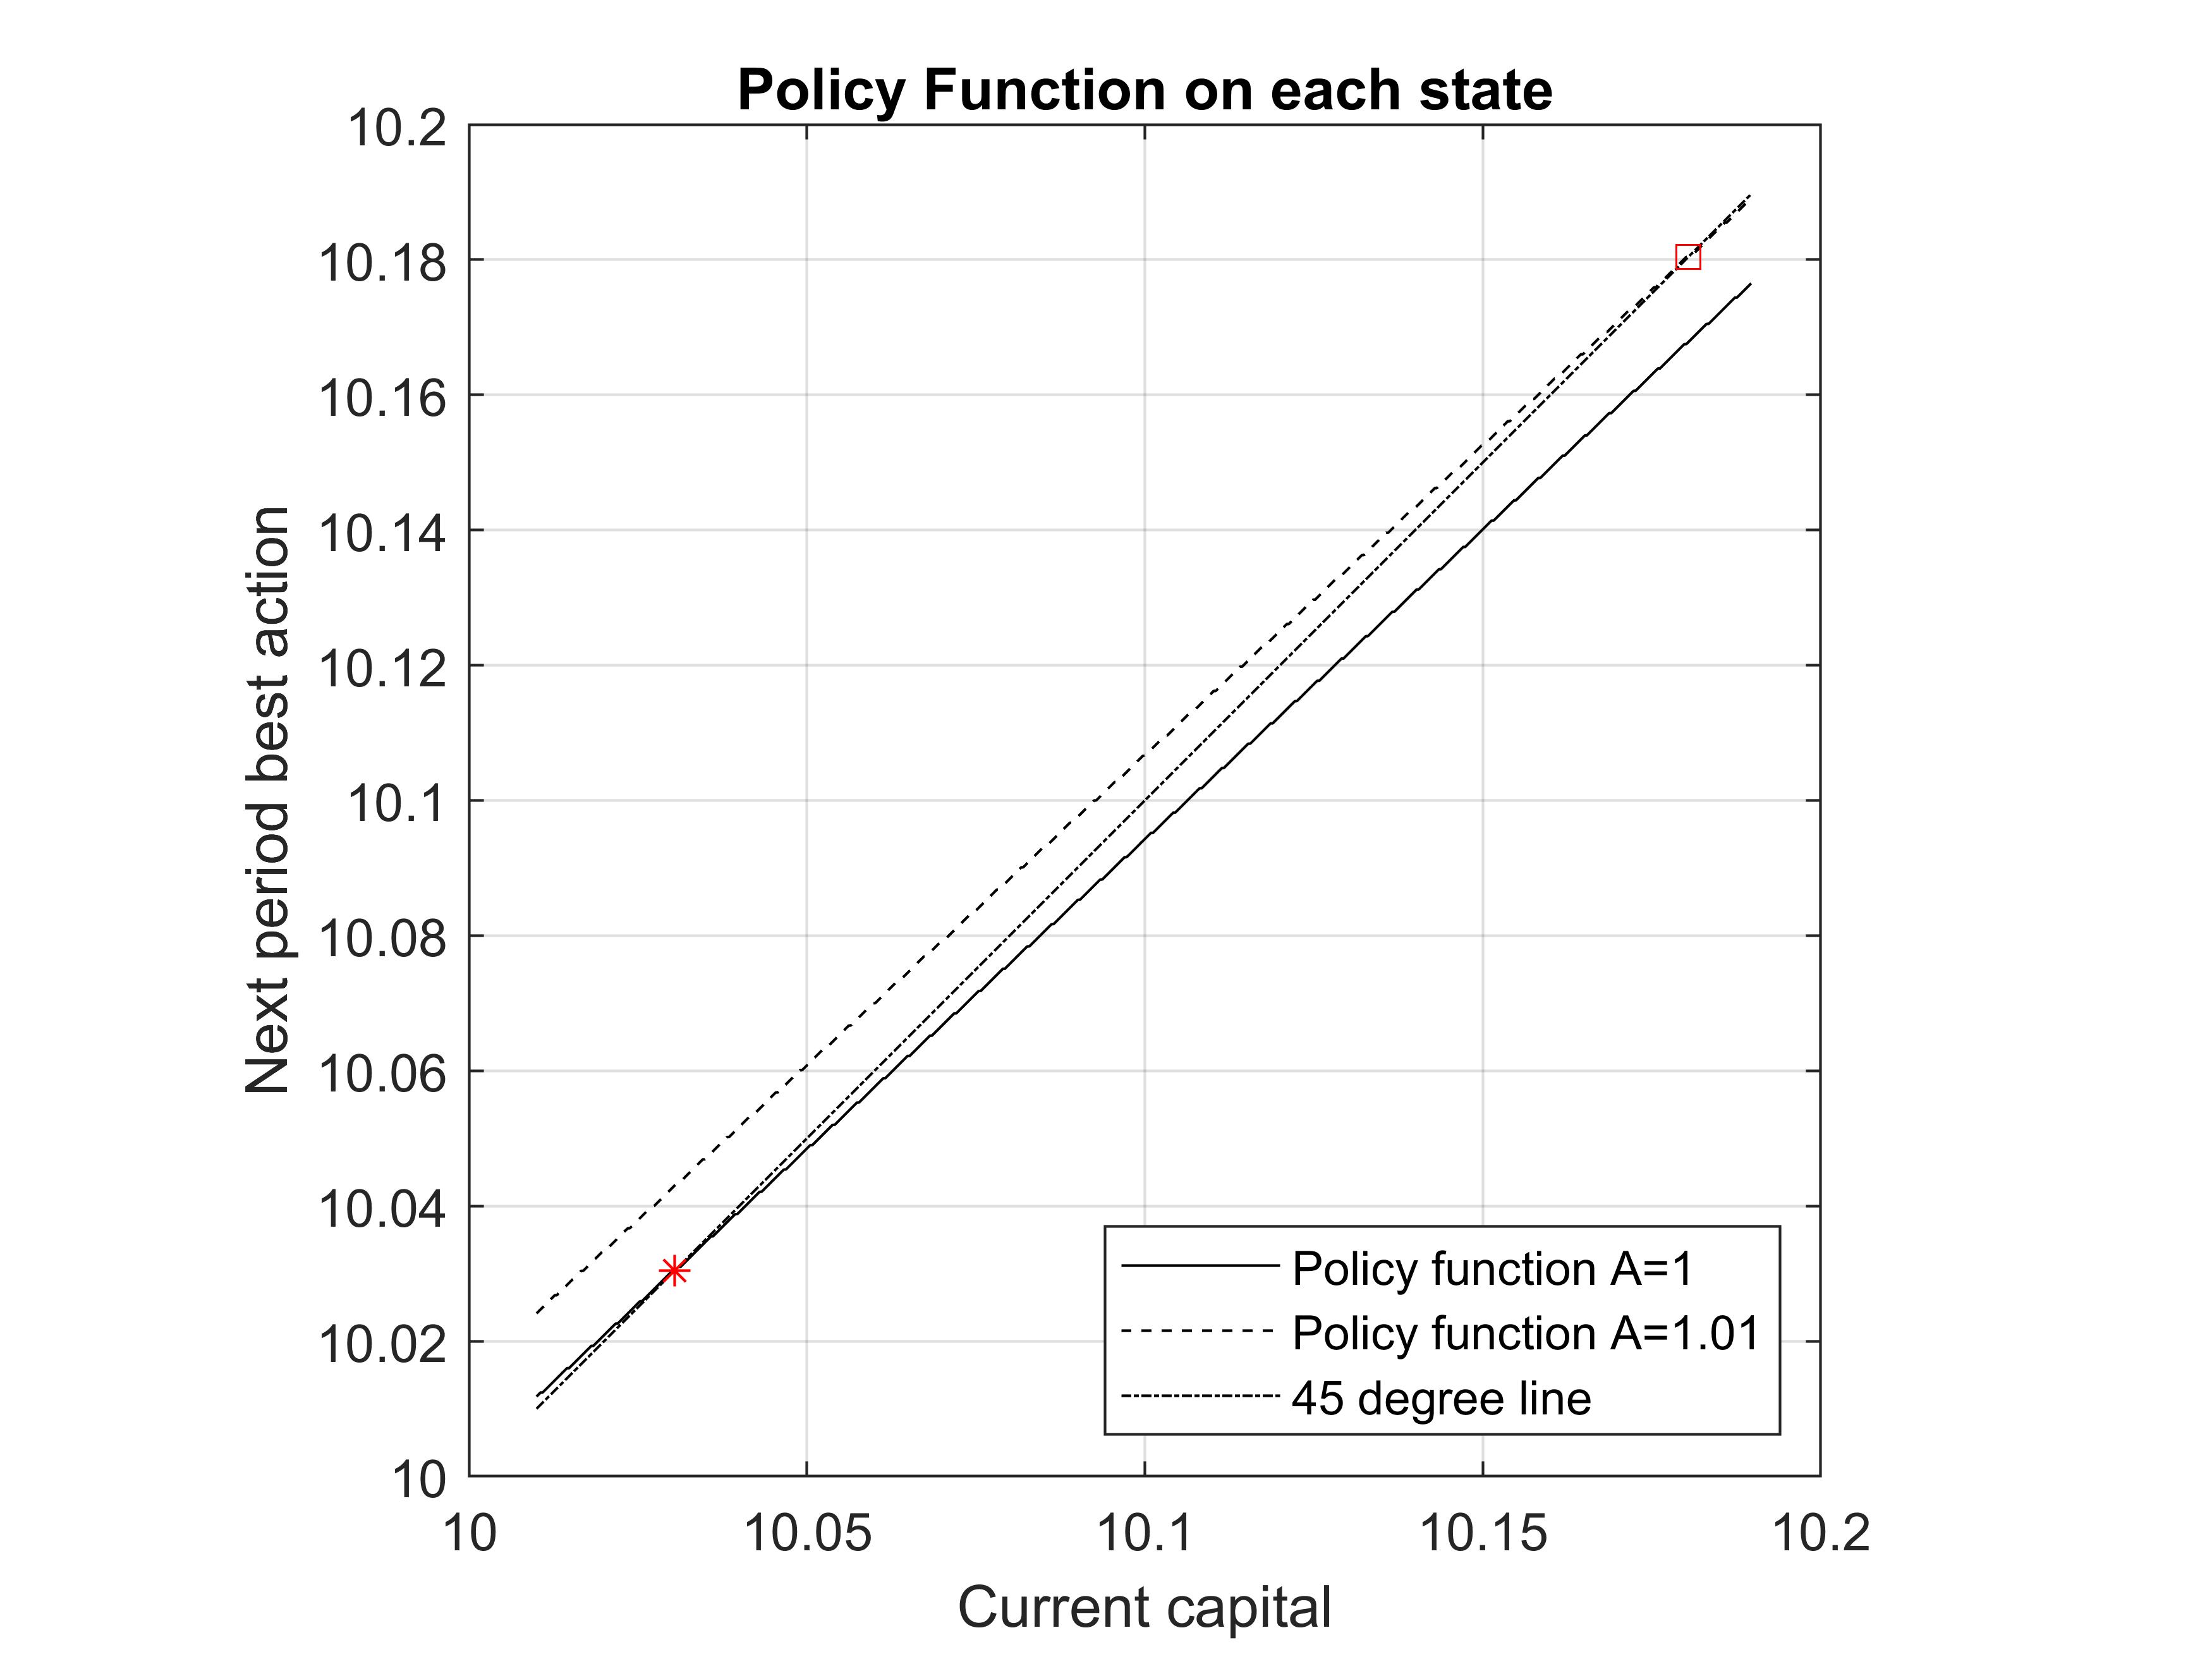 Policy Function on each state
10.2
10.18
10.16
10.14
10.12
10.1
10.08
10.06
10.04
10.02
10
Next period best action
Policy function A=1
Policy function A=1.01
45 degree line
10 10.05 10.1 10.15 10.2
Current capital